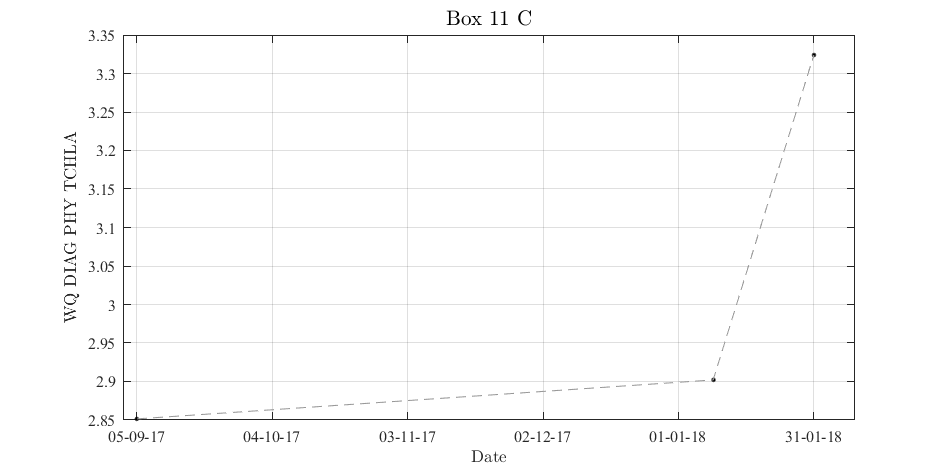 Box 11 C
3.35
3.3
3.25
3.2
3.15
3.1
3.05
3
2.95
2.9
2.85
WQ DIAG PHY TCHLA
05-09-17 04-10-17 03-11-17 02-12-17 01-01-18 31-01-18
Date